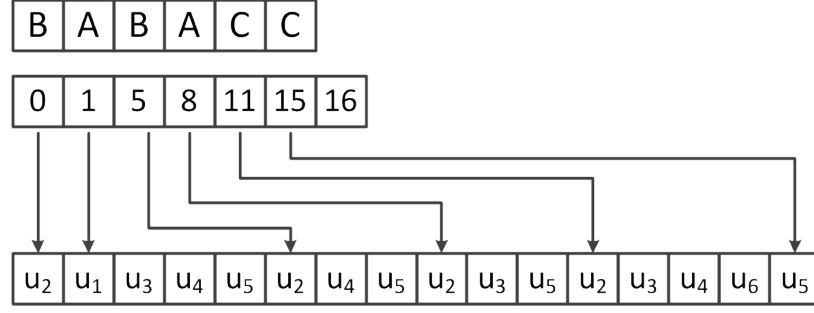 B A B A C C
0 1 5 8 11 15 16
u₂ u₁ u₃ u₄ u₅ u₂ u₄ u₅ u₂ u₃ u₅ u₂ u₃ u₄ u₆ u₅